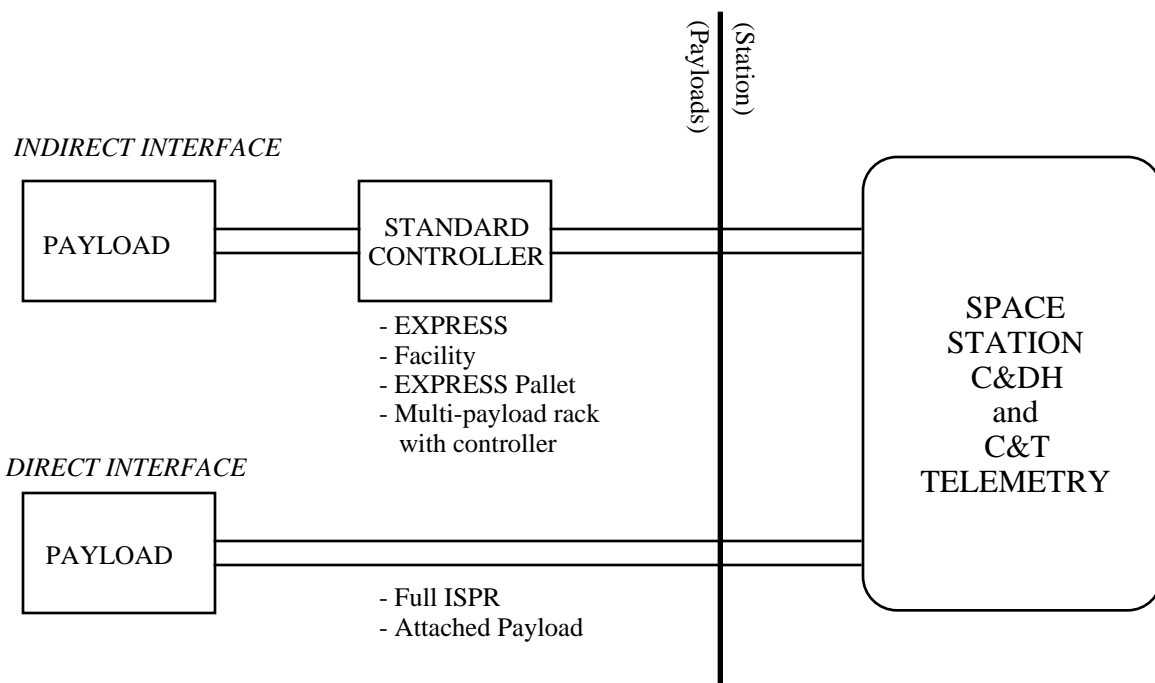 (Payloads)
(Station)
INDIRECT INTERFACE
PAYLOAD
STANDARD
CONTROLLER
- EXPRESS
- Facility
- EXPRESS Pallet
- Multi-payload rack
with controller
DIRECT INTERFACE
PAYLOAD
- Full ISPR
- Attached Payload
SPACE
STATION
C&DH
and
C&T
TELEMETRY